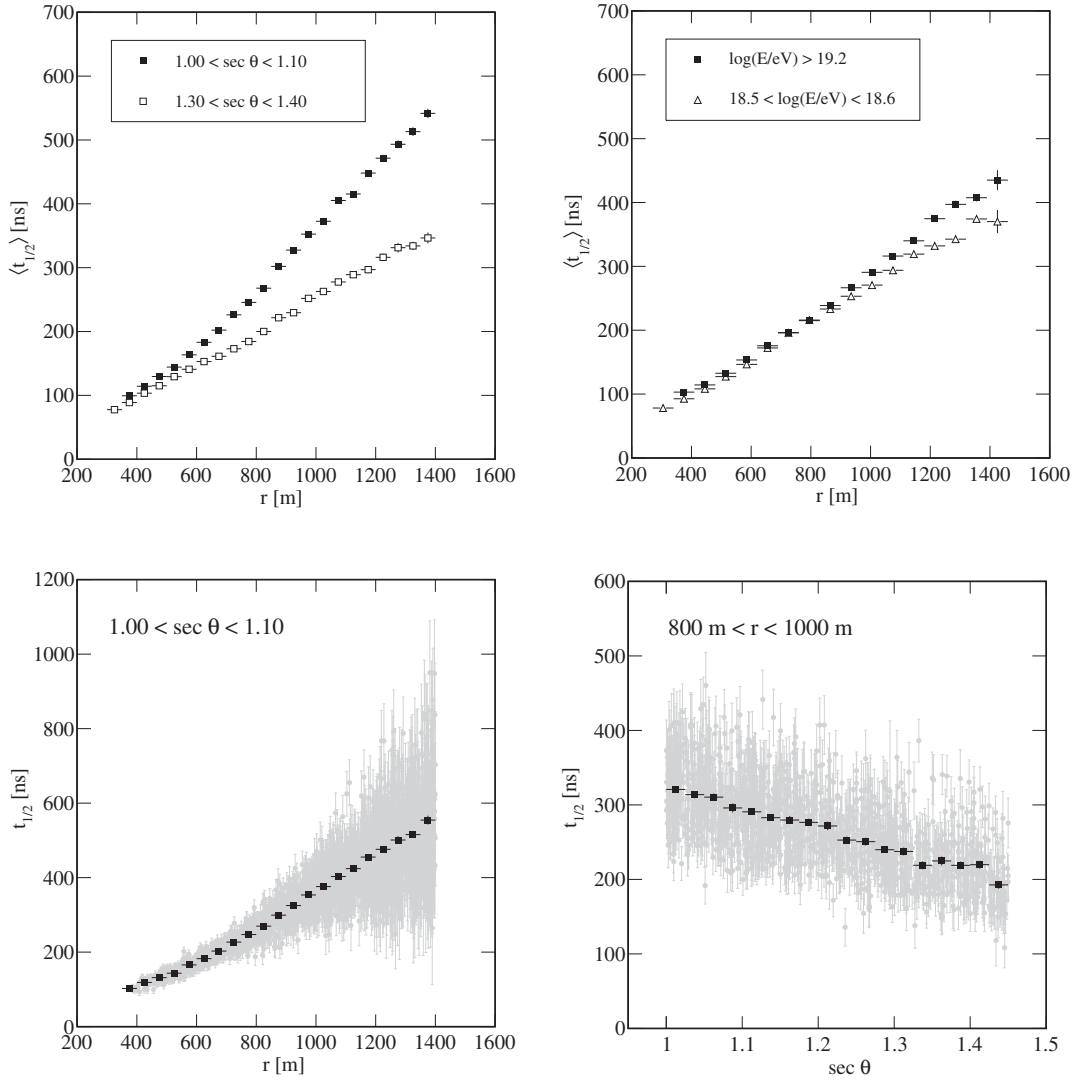 700
600
500
400
300
200
100
0
⟨t1/2⟩ [ns]
1.00 < sec θ < 1.10
1.30 < sec θ < 1.40
200 400 600 800 1000 1200 1400 1600
r [m]
700
600
500
400
300
200
100
0
⟨t1/2⟩ [ns]
log(E/eV) > 19.2
18.5 < log(E/eV) < 18.6
200 400 600 800 1000 1200 1400 1600
r [m]
1200
1000
800
600
400
200
0
t1/2 [ns]
1.00 < sec θ < 1.10
200 400 600 800 1000 1200 1400 1600
r [m]
600
500
400
300
200
100
0
t1/2 [ns]
800 m < r < 1000 m
1 1.1 1.2 1.3 1.4 1.5
sec θ